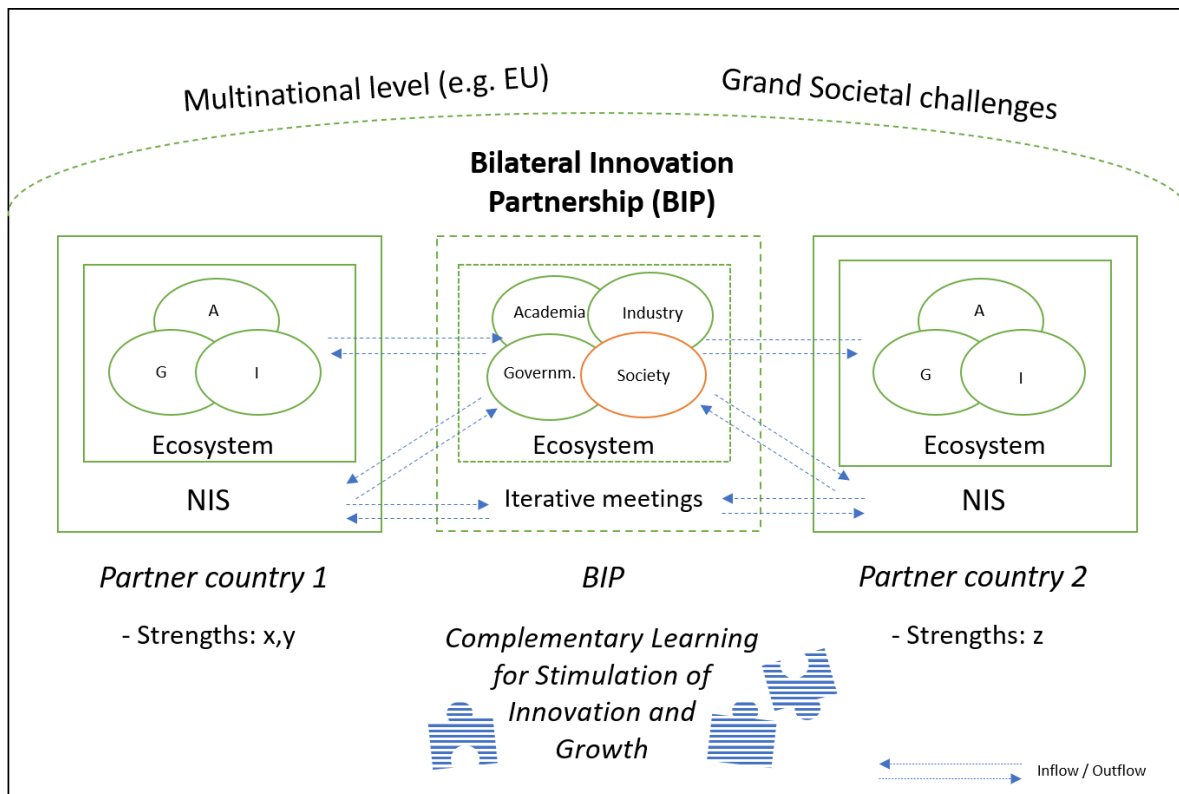 Multinational level (e.g. EU)
Grand Societal challenges
Bilateral Innovation
Partnership (BIP)
A
G
I
Ecosystem
NIS
Academia
Industry
Governm.
Society
Ecosystem
Iterative meetings
A
G
I
Ecosystem
NIS
Partner country 1
BIP
Partner country 2
- Strengths: x,y
Complementary Learning
for Stimulation of
Innovation and
Growth
- Strengths: z
Inflow / Outflow